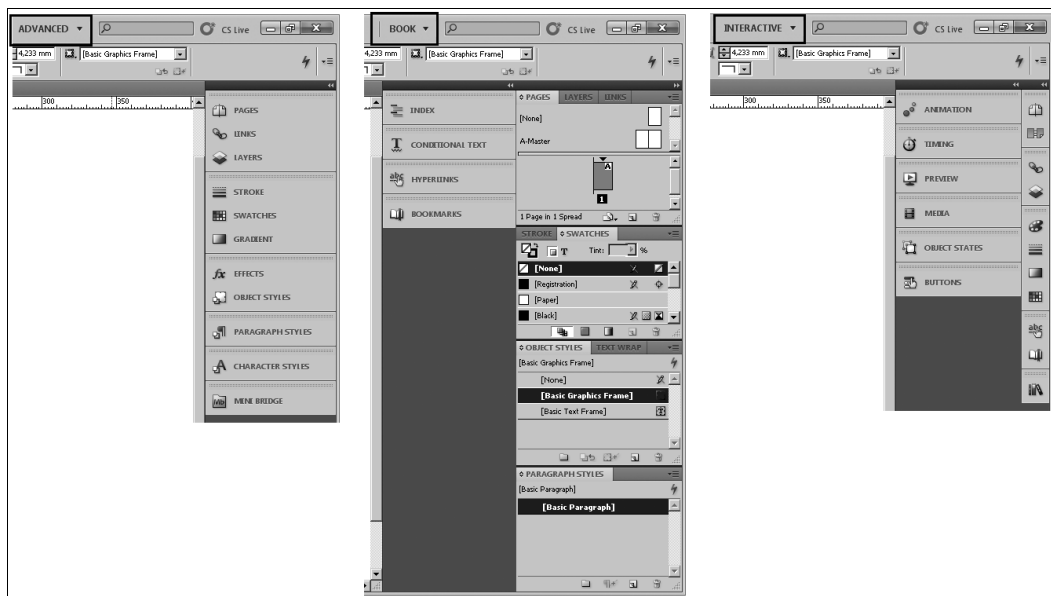 ADVANCED
CS Live
4,233 mm
[Basic Graphics Frame]
300 350
PAGES
LINKS
LAYERS
STROKE
SWATCHES
GRADIENT
EFFECTS
OBJECT STYLES
PARAGRAPH STYLES
CHARACTER STYLES
MINI BRIDGE
BOOK
CS Live
4,233 mm
[Basic Graphics Frame]
INDEX
CONDITIONAL TEXT
HYPERLINKS
BOOKMARKS
PAGES LAYERS LINKS
[None]
A-Master
A
1
1 Page in 1 Spread
STROKE SWATCHES
T Tint: %
[None]
[Registration]
[Paper]
[Black]
OBJECT STYLES TEXT WRAP
[Basic Graphics Frame]
[None]
[Basic Graphics Frame]
[Basic Text Frame]
PARAGRAPH STYLES
[Basic Paragraph]
[Basic Paragraph]
INTERACTIVE
CS Live
4,233 mm
[Basic Graphics Frame]
300 350
ANIMATION
TIMING
PREVIEW
MEDIA
OBJECT STATES
BUTTONS